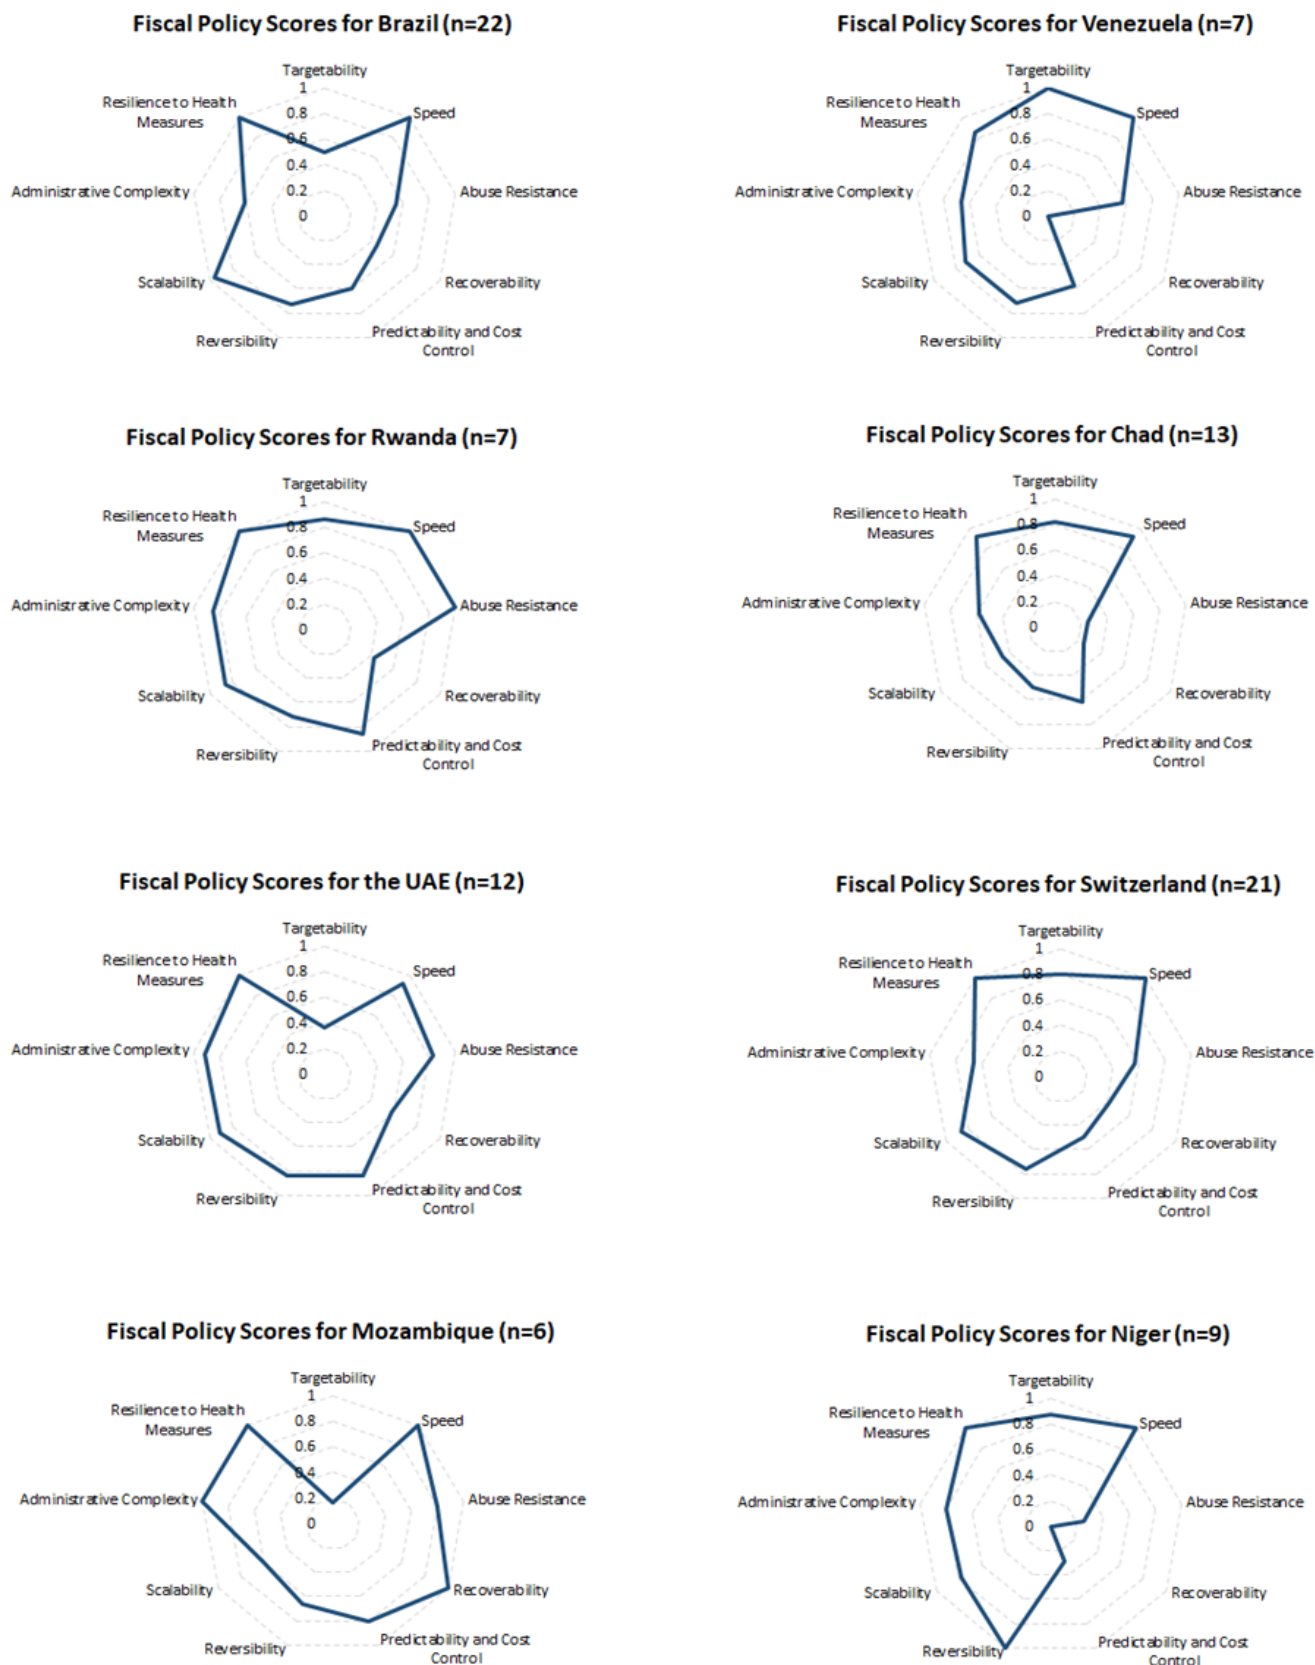 Fiscal Policy Scores for Brazil (n=22)
Targetability
1
0.8
0.6
0.4
0.2
0
Speed
Abuse Resistance
Recoverability
Predictability and Cost
Control
Reversibility
Scalability
Administrative Complexity
Resilience to Health
Measures
Fiscal Policy Scores for Venezuela (n=7)
Targetability
1
0.8
0.6
0.4
0.2
0
Speed
Abuse Resistance
Recoverability
Predictability and Cost
Control
Reversibility
Scalability
Administrative Complexity
Resilience to Health
Measures
Fiscal Policy Scores for Rwanda (n=7)
Targetability
1
0.8
0.6
0.4
0.2
0
Speed
Abuse Resistance
Recoverability
Predictability and Cost
Control
Reversibility
Scalability
Administrative Complexity
Resilience to Health
Measures
Fiscal Policy Scores for Chad (n=13)
Targetability
1
0.8
0.6
0.4
0.2
0
Speed
Abuse Resistance
Recoverability
Predictability and Cost
Control
Reversibility
Scalability
Administrative Complexity
Resilience to Health
Measures
Fiscal Policy Scores for the UAE (n=12)
Targetability
1
0.8
0.6
0.4
0.2
0
Speed
Abuse Resistance
Recoverability
Predictability and Cost
Control
Reversibility
Scalability
Administrative Complexity
Resilience to Health
Measures
Fiscal Policy Scores for Switzerland (n=21)
Targetability
1
0.8
0.6
0.4
0.2
0
Speed
Abuse Resistance
Recoverability
Predictability and Cost
Control
Reversibility
Scalability
Administrative Complexity
Resilience to Health
Measures
Fiscal Policy Scores for Mozambique (n=6)
Targetability
1
0.8
0.6
0.4
0.2
0
Speed
Abuse Resistance
Recoverability
Predictability and Cost
Control
Reversibility
Scalability
Administrative Complexity
Resilience to Health
Measures
Fiscal Policy Scores for Niger (n=9)
Targetability
1
0.8
0.6
0.4
0.2
0
Speed
Abuse Resistance
Recoverability
Predictability and Cost
Control
Reversibility
Scalability
Administrative Complexity
Resilience to Health
Measures